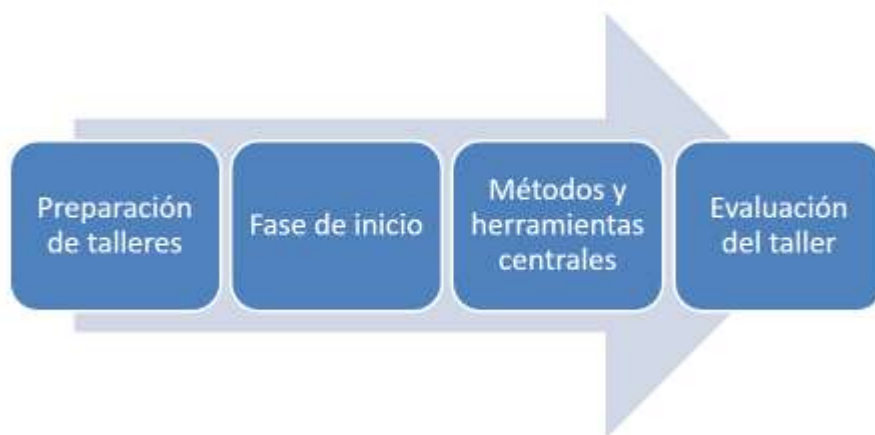 Preparación
de talleres
Fase de inicio
Métodos y
herramientas
centrales
Evaluación
del taller